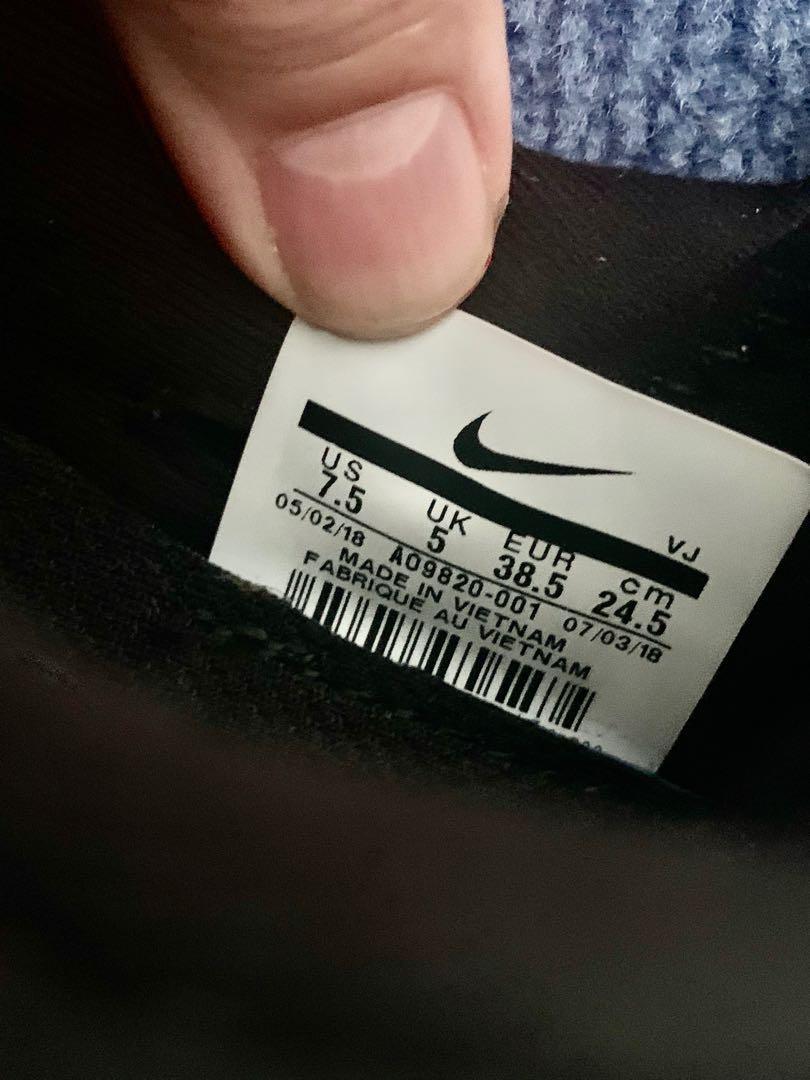 VJ
US UK EUR cm
7.5 5 38.5 24.5
05/02/18 AO9820-001 07/03/18
MADE IN VIETNAM
FABRIQUE AU VIETNAM